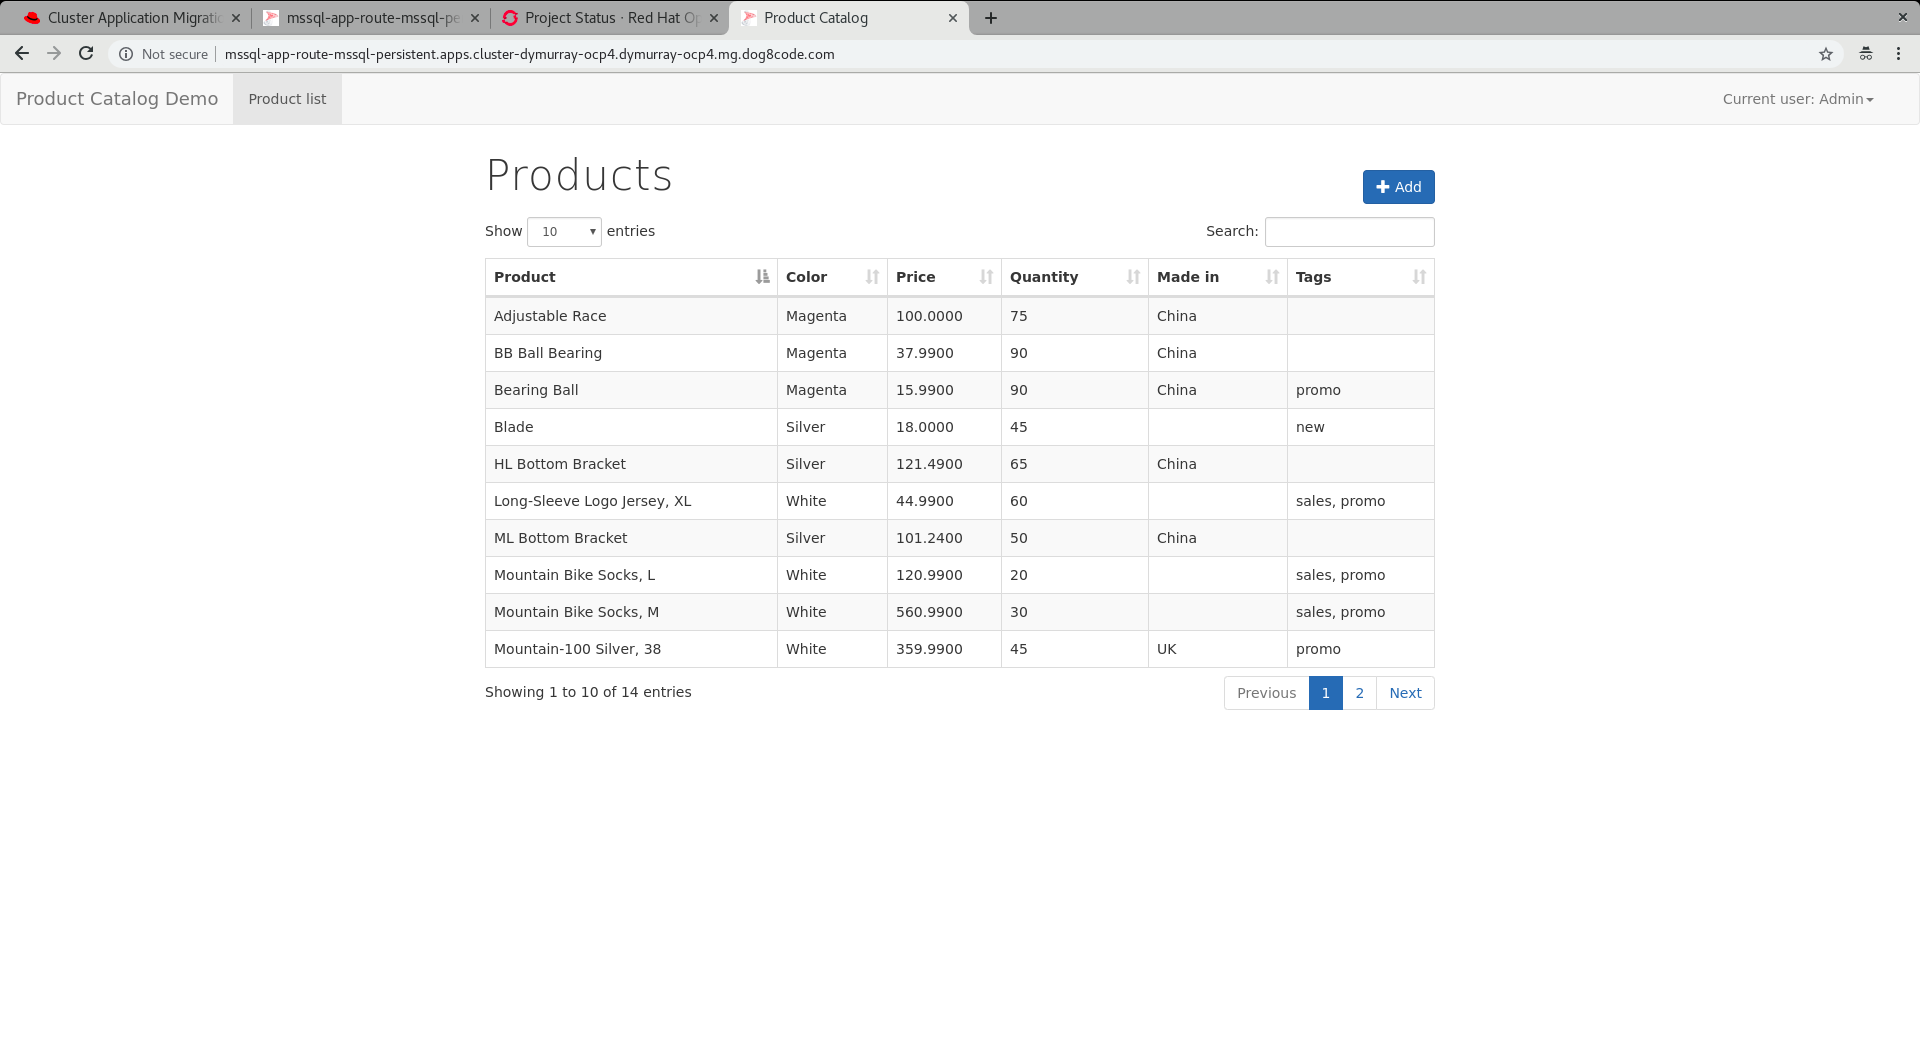 Cluster Application Migratic
mssql-app-route-mssql-pe
Project Status · Red Hat Op
Product Catalog
Not secure
mssql-app-route-mssql-persistent.apps.cluster-dymurray-ocp4.dymurray-ocp4.mg.dog8code.com
Product Catalog Demo Product list Current user: Admin
Products
Add
Show 10 entries Search:
Product Color Price Quantity Made in Tags
Adjustable Race Magenta 100.0000 75 China
BB Ball Bearing Magenta 37.9900 90 China
Bearing Ball Magenta 15.9900 90 China promo
Blade Silver 18.0000 45 new
HL Bottom Bracket Silver 121.4900 65 China
Long-Sleeve Logo Jersey, XL White 44.9900 60 sales, promo
ML Bottom Bracket Silver 101.2400 50 China
Mountain Bike Socks, L White 120.9900 20 sales, promo
Mountain Bike Socks, M White 560.9900 30 sales, promo
Mountain-100 Silver, 38 White 359.9900 45 UK promo
Showing 1 to 10 of 14 entries Previous 1 2 Next